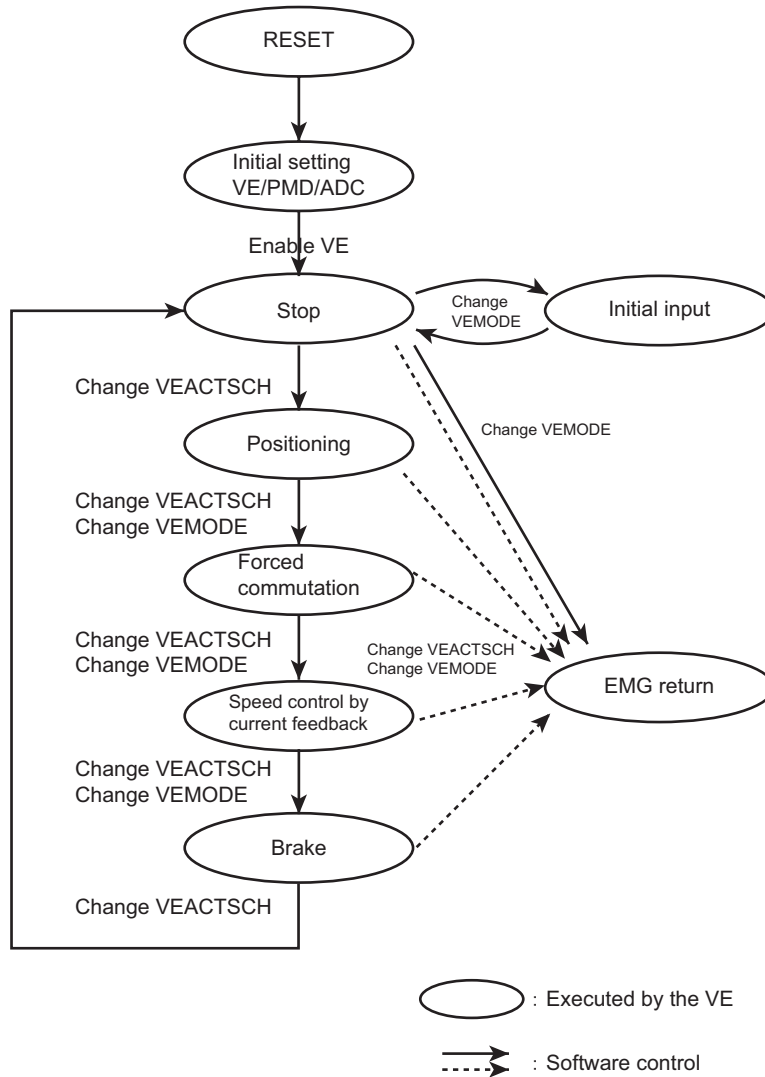 RESET
Initial setting
VE/PMD/ADC
Enable VE
Stop
Change
VEMODE
Initial input
Change VEACTSCH
Change VEMODE
Positioning
Change VEACTSCH
Change VEMODE
Forced
commutation
Change VEACTSCH
Change VEMODE
Change VEACTSCH
Change VEMODE
EMG return
Speed control by
current feedback
Change VEACTSCH
Change VEMODE
Brake
Change VEACTSCH
: Executed by the VE
: Software control